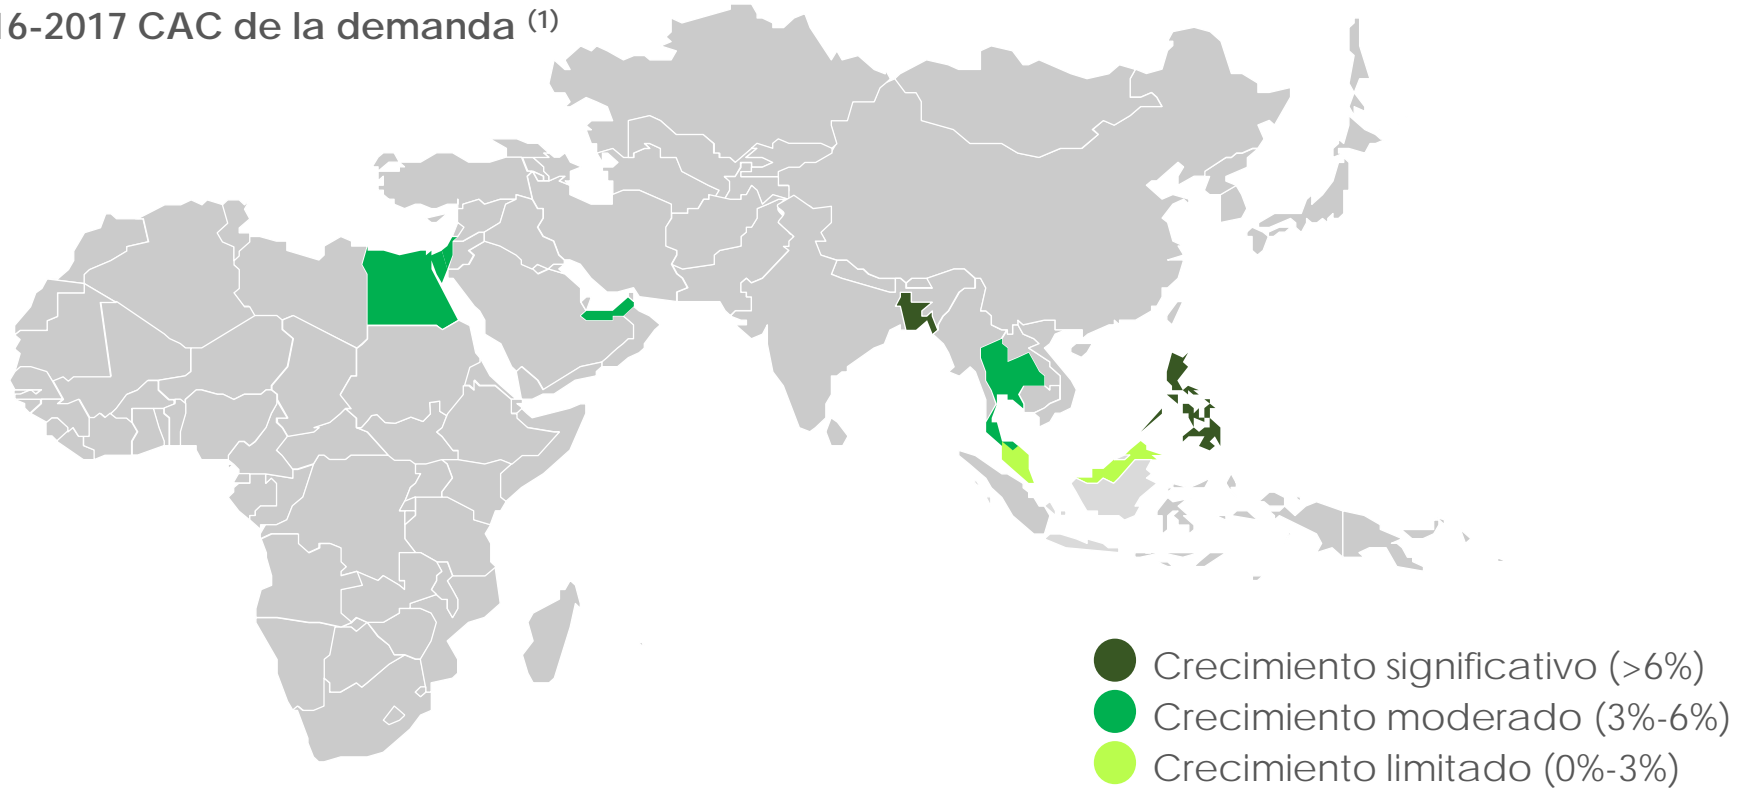 16-2017 CAC de la demanda (1)
Crecimiento significativo (>6%)
Crecimiento moderado (3%-6%)
Crecimiento limitado (0%-3%)